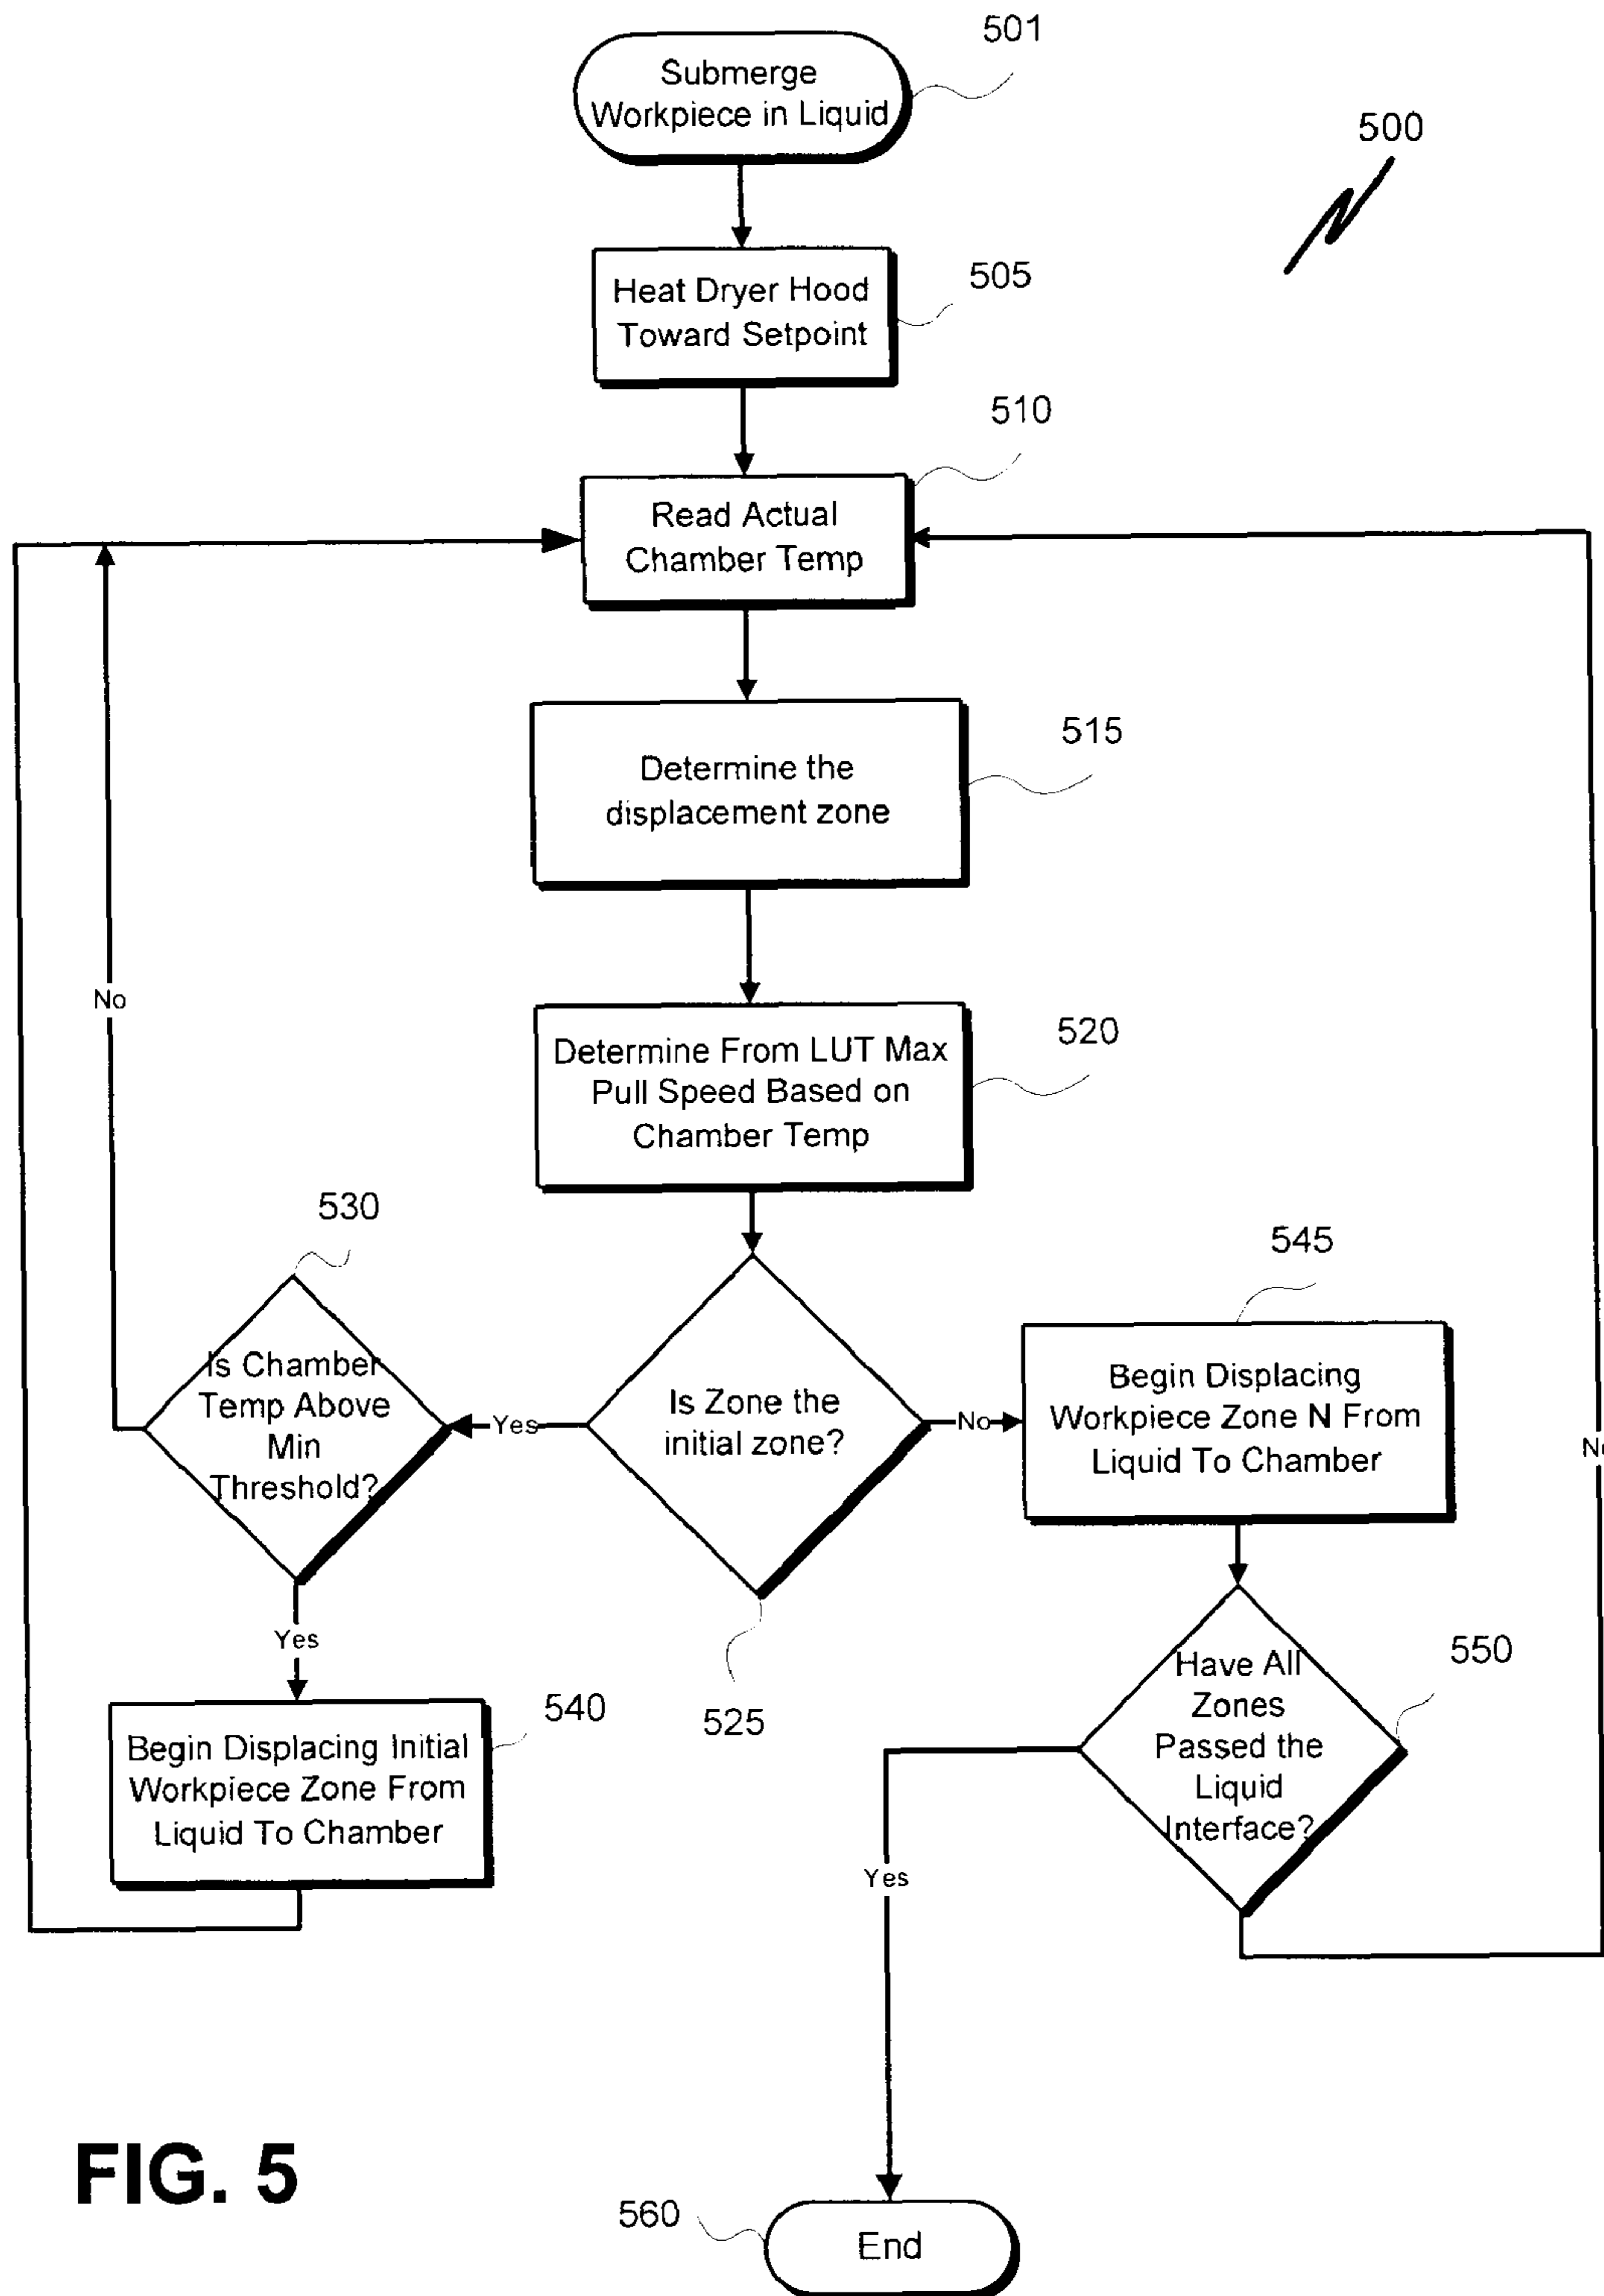 501
Submerge
Workpiece in Liquid
500
505
Heat Dryer Hood
Toward Setpoint
510
Read Actual
Chamber Temp
515
Determine the
displacement zone
No
520
Determine From LUT Max
Pull Speed Based on
Chamber Temp
530
545
Is Chamber
Temp Above
Min
Threshold?
Yes
Is Zone the
initial zone?
No
Begin Displacing
Workpiece Zone N From
Liquid To Chamber
No
Yes
525
540
Begin Displacing Initial
Workpiece Zone From
Liquid To Chamber
550
Have All
Zones
Passed the
Liquid
Interface?
Yes
FIG. 5
560
End